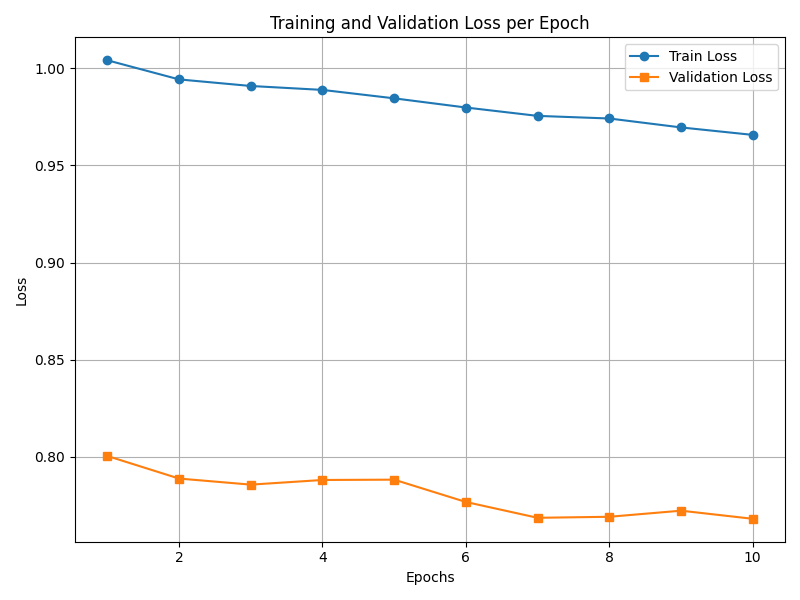 Training and Validation Loss per Epoch
Train Loss
Validation Loss
1.00
0.95
0.90
0.85
0.80
Loss
2 4 6 8 10
Epochs